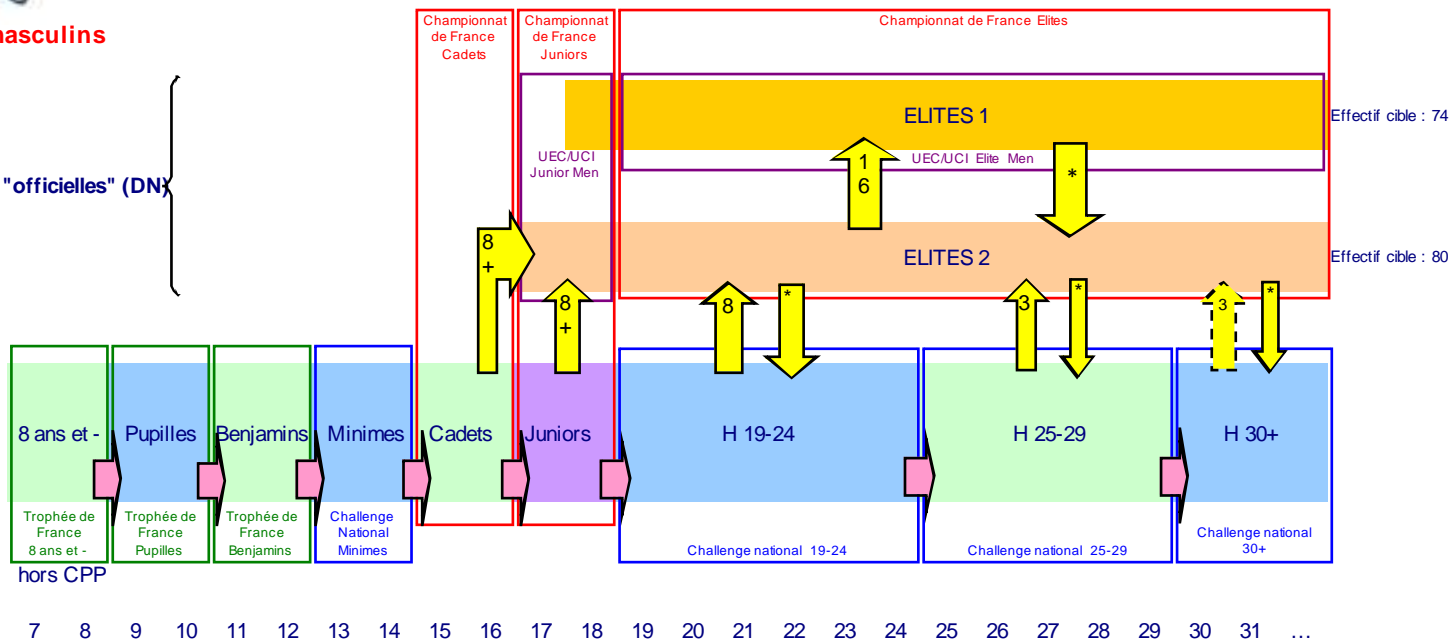 Championnat
de France
Cadets
Championnat
de France
Juniors
Championnat de France Elites
masculins
ELITES 1
Effectif cible : 74
UEC/UCI
Junior Men
UEC/UCI Elite Men
1
6
*
"officielles" (DN)
8
+
ELITES 2
Effectif cible : 80
8
+
8
*
3
*
3
*
8 ans et -
Pupilles
Benjamins
Minimes
Cadets
Juniors
H 19-24
H 25-29
H 30+
Trophée de
France
8 ans et -
Trophée de
France
Pupilles
Trophée de
France
Benjamins
Challenge
National
Minimes
Challenge national 19-24
Challenge national 25-29
Challenge national
30+
hors CPP
7 8 9 10 11 12 13 14 15 16 17 18 19 20 21 22 23 24 25 26 27 28 29 30 31 ...